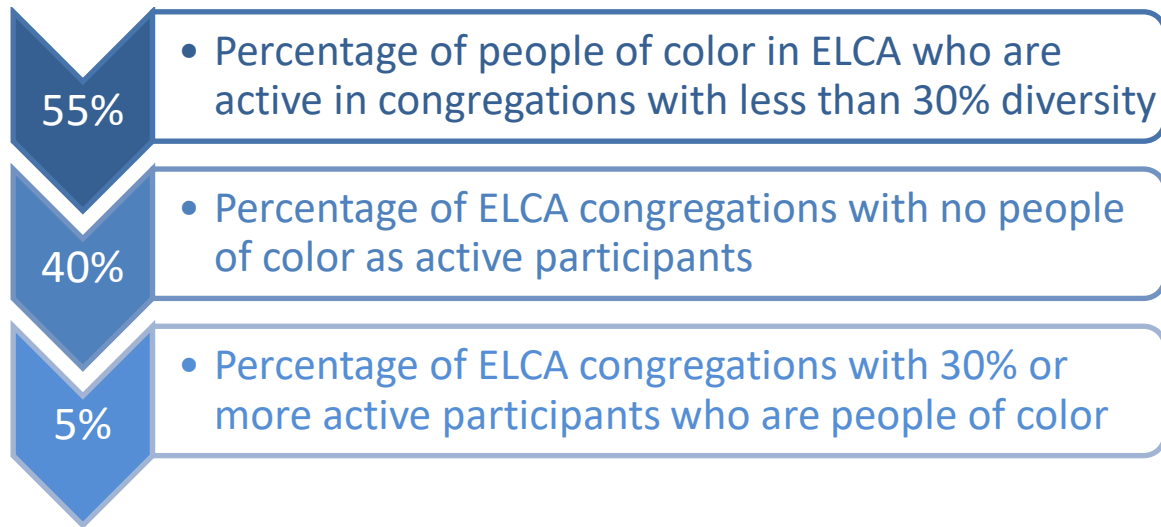 55%
• Percentage of people of color in ELCA who are
active in congregations with less than 30% diversity
40%
• Percentage of ELCA congregations with no people
of color as active participants
5%
• Percentage of ELCA congregations with 30% or
more active participants who are people of color